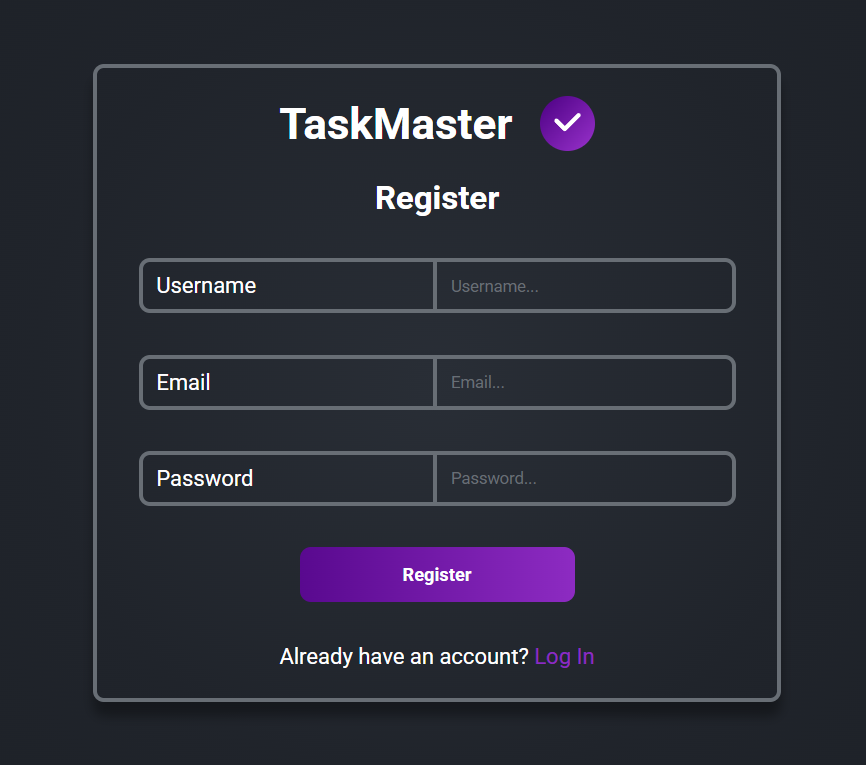 TaskMaster
Register
Username Username...
Email Email...
Password Password...
Register
Already have an account? Log In